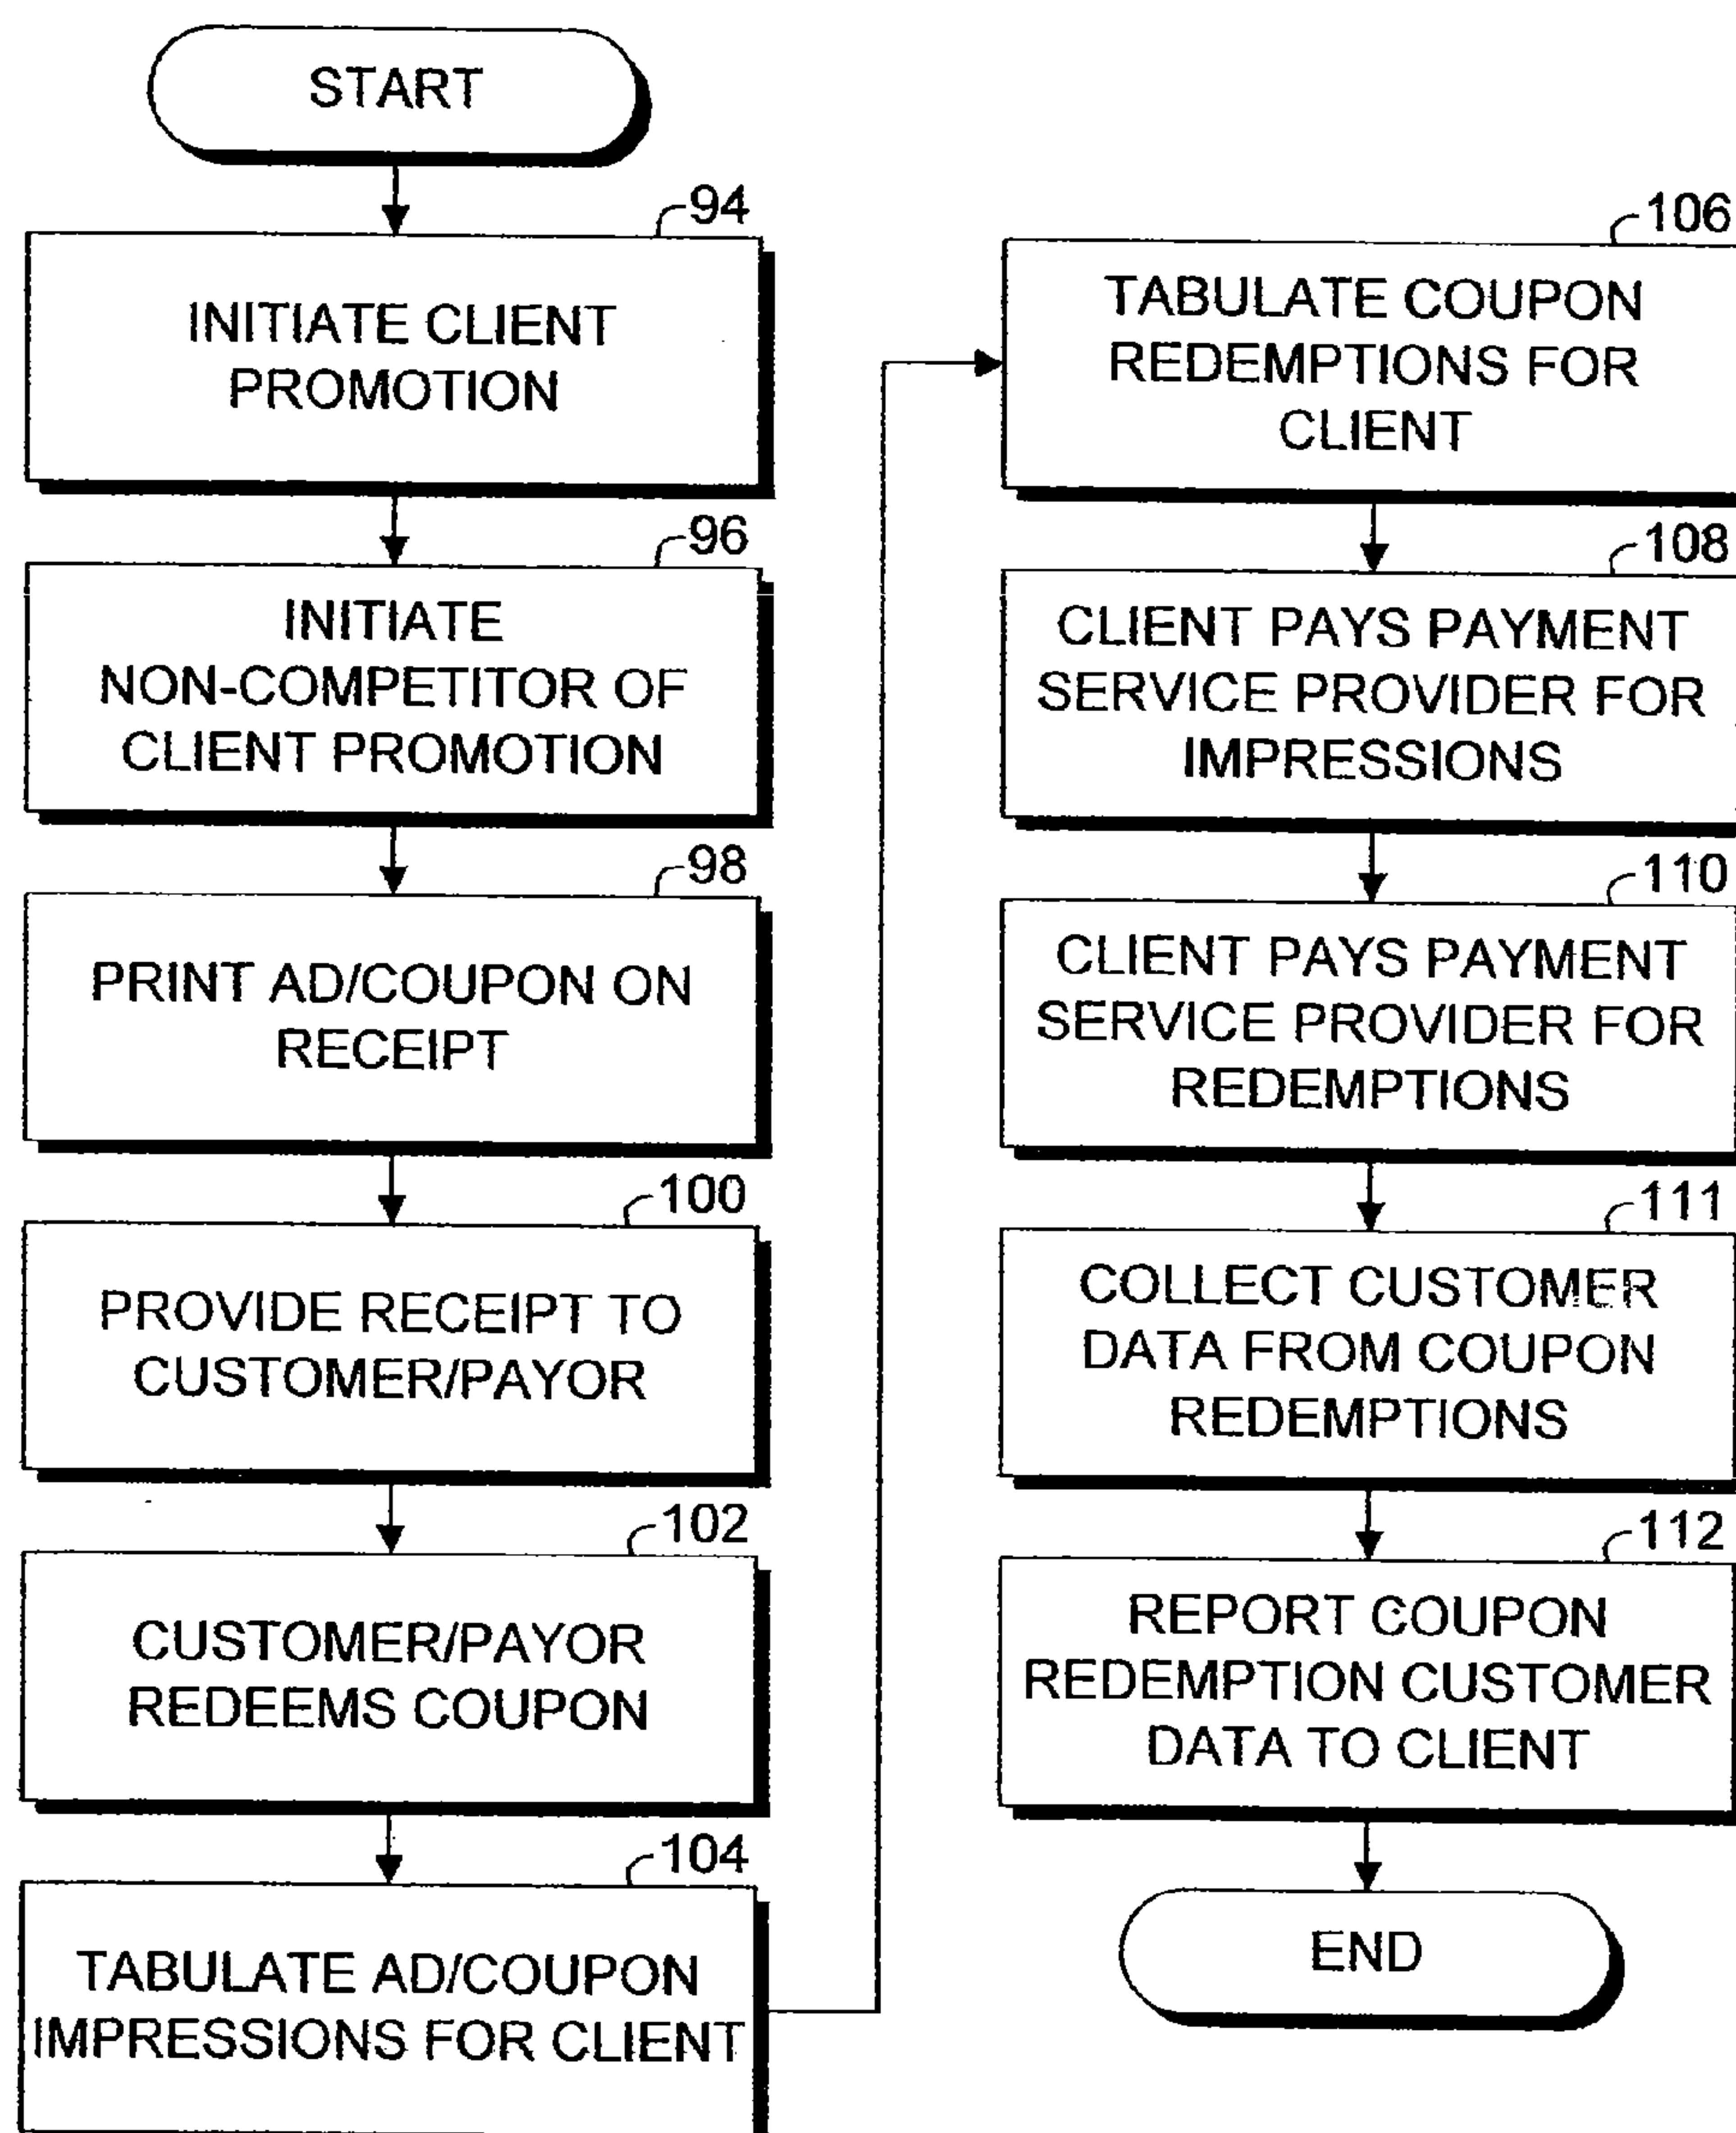 START
94
INITIATE CLIENT
PROMOTION
96
INITIATE
NON-COMPETITOR OF
CLIENT PROMOTION
98
PRINT AD/COUPON ON
RECEIPT
100
PROVIDE RECEIPT TO
CUSTOMER/PAYOR
102
CUSTOMER/PAYOR
REDEEMS COUPON
104
TABULATE AD/COUPON
IMPRESSIONS FOR CLIENT
106
TABULATE COUPON
REDEMPTIONS FOR
CLIENT
108
CLIENT PAYS PAYMENT
SERVICE PROVIDER FOR
IMPRESSIONS
110
CLIENT PAYS PAYMENT
SERVICE PROVIDER FOR
REDEMPTIONS
111
COLLECT CUSTOMER
DATA FROM COUPON
REDEMPTIONS
112
REPORT COUPON
REDEMPTION CUSTOMER
DATA TO CLIENT
END